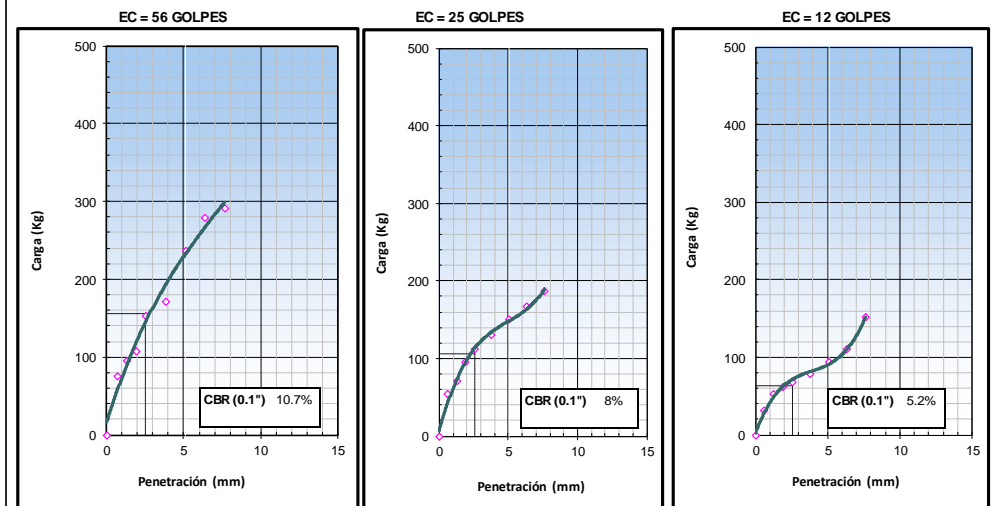 EC = 56 GOLPES
500
400
300
200
100
0
0 5 10 15
Carga (Kg)
Penetración (mm)
CBR (0.1") 10.7%
EC = 25 GOLPES
500
400
300
200
100
0
0 5 10 15
Carga (Kg)
Penetración (mm)
CBR (0.1") 8%
EC = 12 GOLPES
500
400
300
200
100
0
0 5 10 15
Carga (Kg)
Penetración (mm)
CBR (0.1") 5.2%